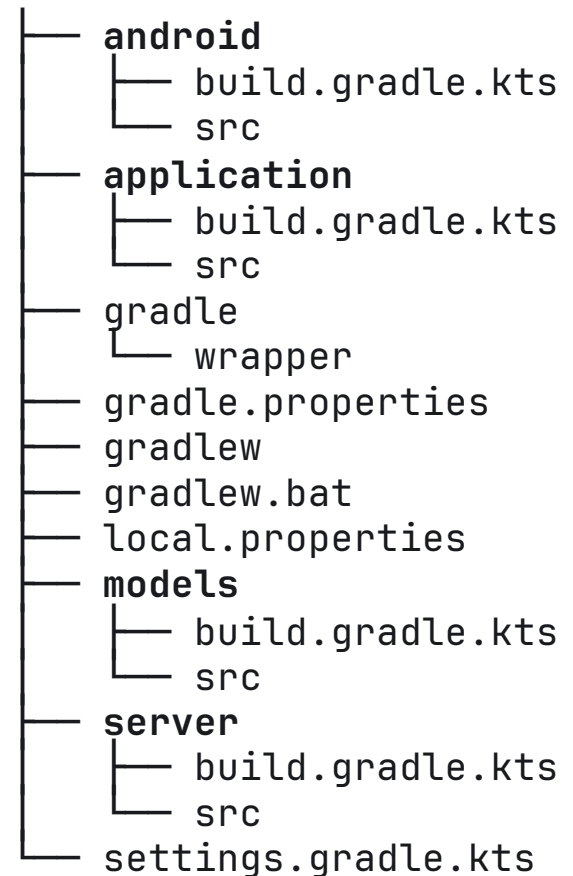 android
build.gradle.kts
src
application
build.gradle.kts
src
gradle
wrapper
gradle.properties
gradlew
gradlew.bat
local.properties
models
build.gradle.kts
src
server
build.gradle.kts
src
settings.gradle.kts